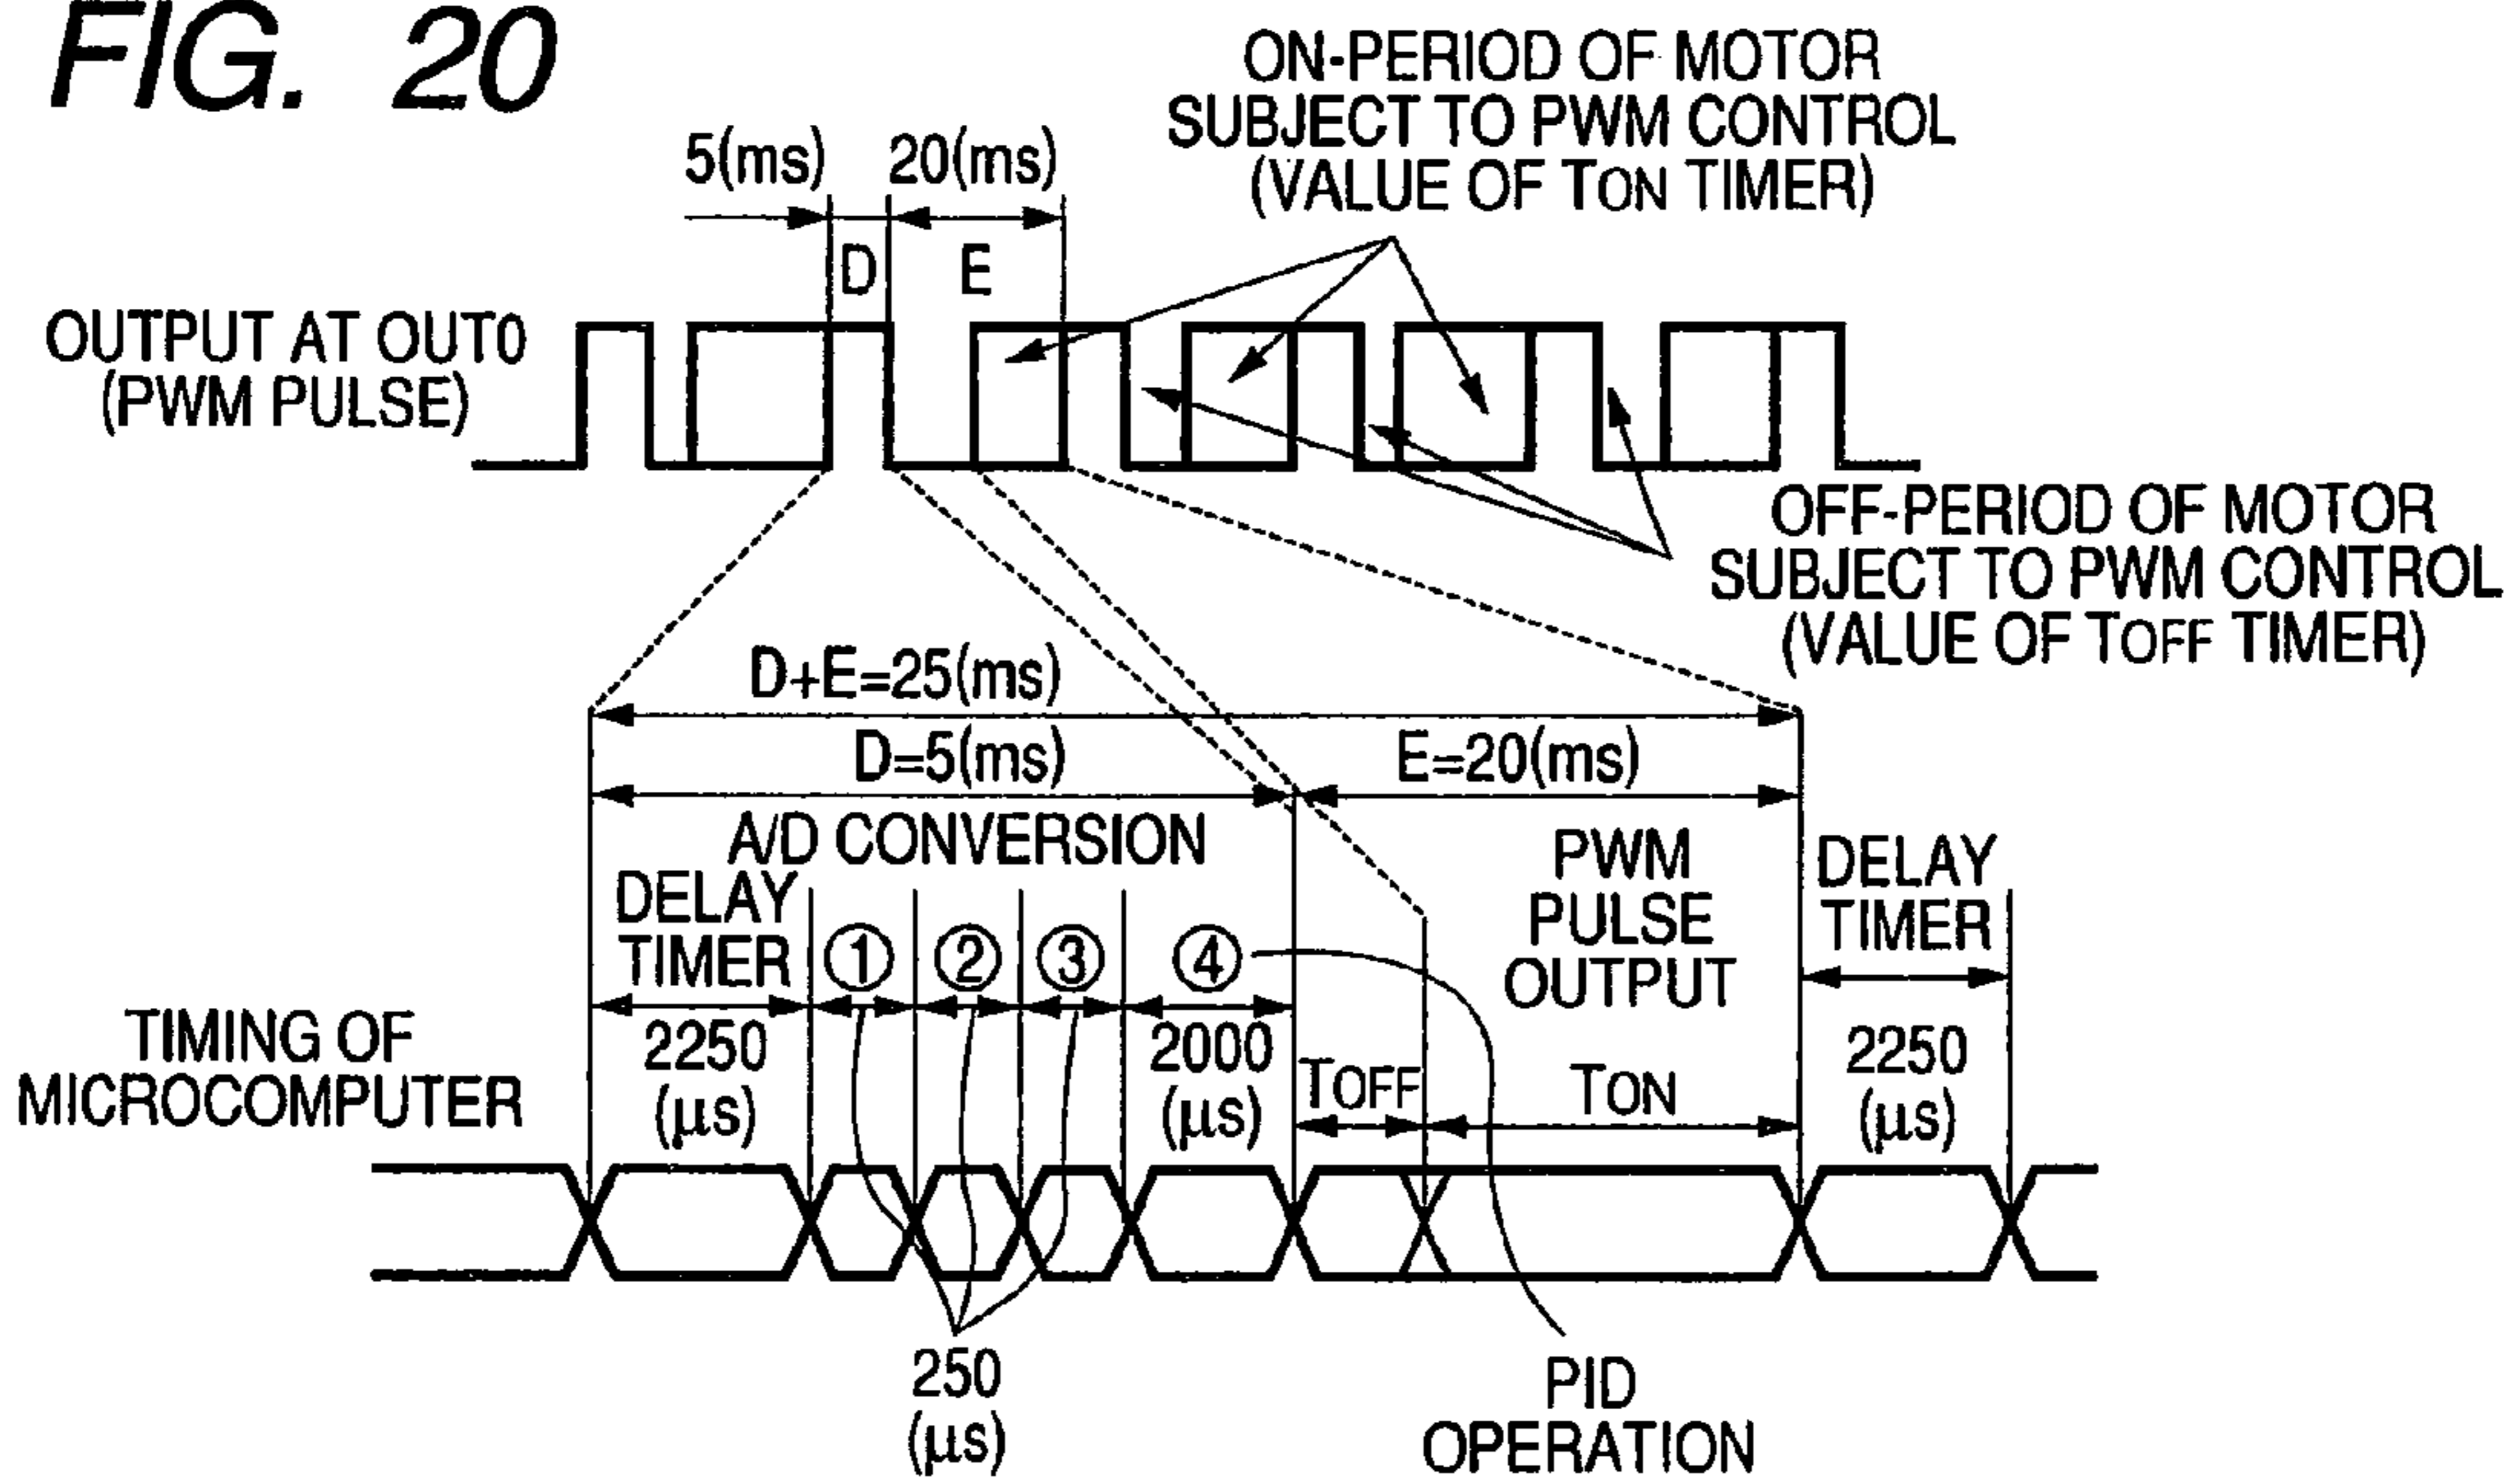 FIG. 20
ON-PERIOD OF MOTOR
SUBJECT TO PWM CONTROL
(VALUE OF TON TIMER)
5(ms)
20(ms)
D
E
OUTPUT AT OUT0
(PWM PULSE)
OFF-PERIOD OF MOTOR
SUBJECT TO PWM CONTROL
(VALUE OF TOFF TIMER)
D+E=25(ms)
D=5(ms)
E=20(ms)
A/D CONVERSION
DELAY
TIMER
①
②
③
④
PWM
PULSE
OUTPUT
DELAY
TIMER
TIMING OF
MICROCOMPUTER
2250
(μs)
2000
(μs)
TOFF
TON
2250
(μs)
250
(μs)
PID
OPERATION